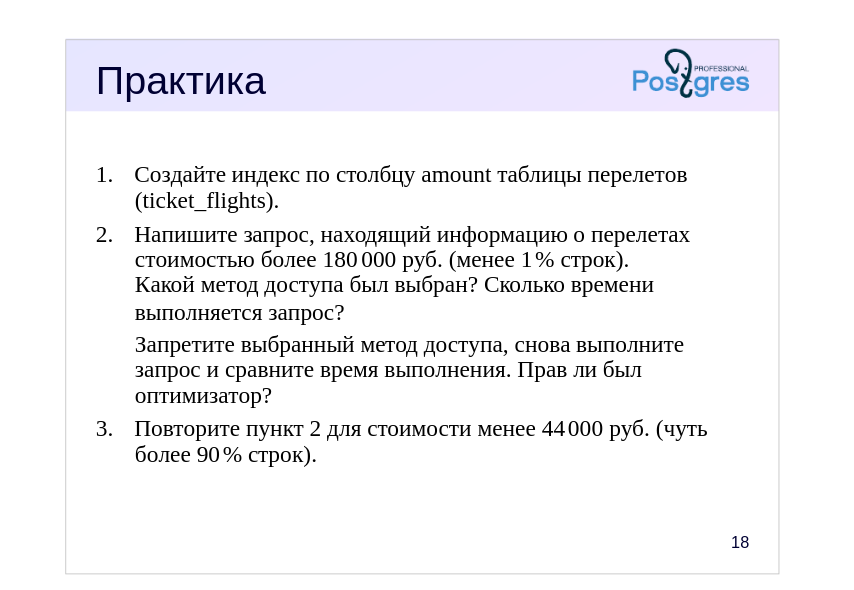 Практика
PROFESSIONAL
Postgres
1. Создайте индекс по столбцу amount таблицы перелетов
(ticket_flights).
2. Напишите запрос, находящий информацию о перелетах
стоимостью более 180 000 руб. (менее 1 % строк).
Какой метод доступа был выбран? Сколько времени
выполняется запрос?
Запретите выбранный метод доступа, снова выполните
запрос и сравните время выполнения. Прав ли был
оптимизатор?
3. Повторите пункт 2 для стоимости менее 44 000 руб. (чуть
более 90 % строк).
18